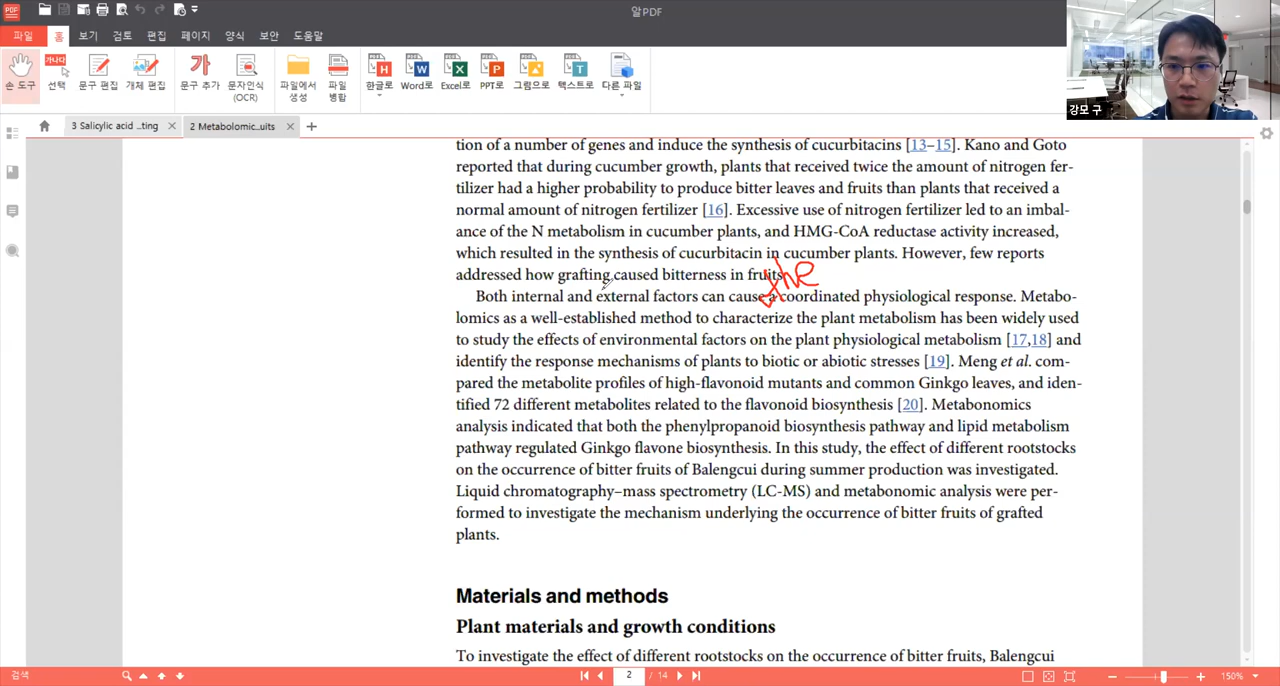 알PDF
파일 홈 보기 검토 편집 페이지 양식 보안 도움말
손 도구
선택
문구 편집
개체 편집
가나다
가
문구 추가
문자인식
(OCR)
파일에서
생성
파일
병합
한글로
Word로
Excel로
PPT로
그림으로
텍스트로
다른 파일
강모 구
3 Salicylic acid ...ting
2 Metabolomic...uits
tion of a number of genes and induce the synthesis of cucurbitacins [13–15]. Kano and Goto
reported that during cucumber growth, plants that received twice the amount of nitrogen fer-
tilizer had a higher probability to produce bitter leaves and fruits than plants that received a
normal amount of nitrogen fertilizer [16]. Excessive use of nitrogen fertilizer led to an imbal-
ance of the N metabolism in cucumber plants, and HMG-CoA reductase activity increased,
which resulted in the synthesis of cucurbitacin in cucumber plants. However, few reports
addressed how grafting caused bitterness in fruits.
the
Both internal and external factors can cause a coordinated physiological response. Metabo-
lomics as a well-established method to characterize the plant metabolism has been widely used
to study the effects of environmental factors on the plant physiological metabolism [17,18] and
identify the response mechanisms of plants to biotic or abiotic stresses [19]. Meng et al. com-
pared the metabolite profiles of high-flavonoid mutants and common Ginkgo leaves, and iden-
tified 72 different metabolites related to the flavonoid biosynthesis [20]. Metabonomics
analysis indicated that both the phenylpropanoid biosynthesis pathway and lipid metabolism
pathway regulated Ginkgo flavone biosynthesis. In this study, the effect of different rootstocks
on the occurrence of bitter fruits of Balengcui during summer production was investigated.
Liquid chromatography–mass spectrometry (LC-MS) and metabonomic analysis were per-
formed to investigate the mechanism underlying the occurrence of bitter fruits of grafted
plants.
Materials and methods
Plant materials and growth conditions
To investigate the effect of different rootstocks on the occurrence of bitter fruits, Balengcui
검색
2 / 14
150%